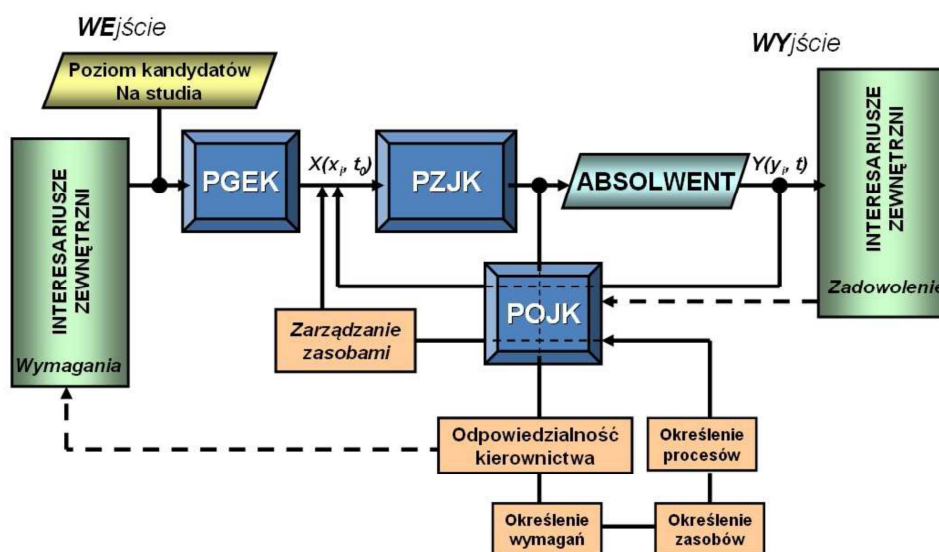 WEjście
Poziom kandydatów
Na studia
WYjście
INTERESARIUSZE
ZEWNĘTRZNI
Wymagania
PGEK
X(xi, t0)
PZJK
ABSOLWENT
Y(yi, t)
INTERESARIUSZE
ZEWNĘTRZNI
Zadowolenie
POJK
Zarządzanie
zasobami
Odpowiedzialność
kierownictwa
Określenie
procesów
Określenie
wymagań
Określenie
zasobów